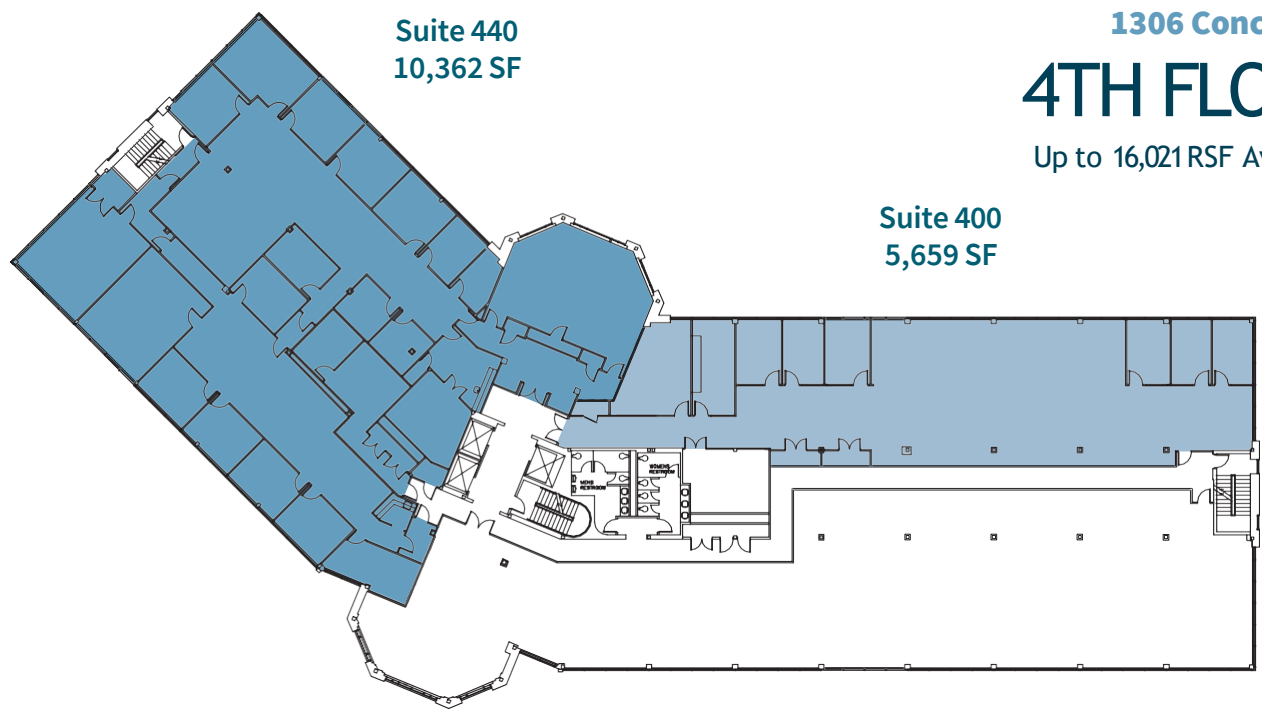 Suite 440
10,362 SF
1306 Conc
4TH FLO
Up to 16,021 RSF Av
Suite 400
5,659 SF
WOMENS
RESTROOM
MENS
RESTROOM